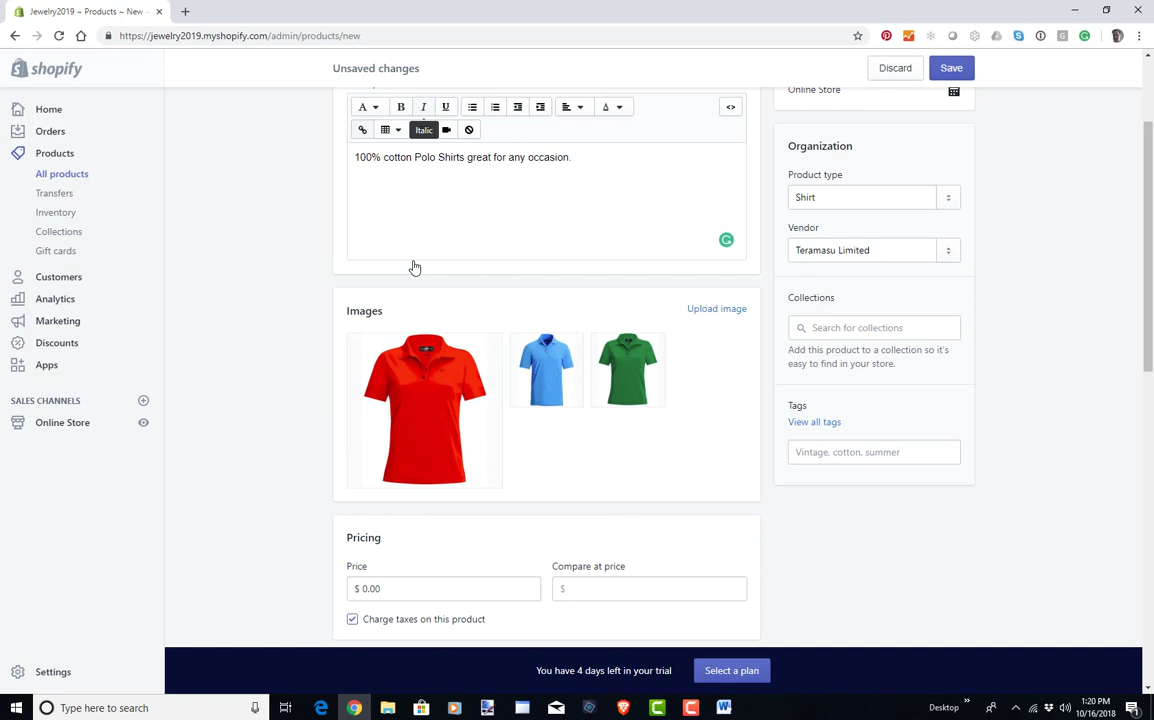 Jewelry2019 ~ Products ~ New ~
https://jewelry2019.myshopify.com/admin/products/new
shopify
Unsaved changes
Discard
Save
Home
Orders
Products
All products
Transfers
Inventory
Collections
Gift cards
Customers
Analytics
Marketing
Discounts
Apps
SALES CHANNELS
Online Store
Settings
A B I U A <>
Italic
100% cotton Polo Shirts great for any occasion.
Images
Upload image
Pricing
Price
Compare at price
$ 0.00
$
Charge taxes on this product
Online Store
Organization
Product type
Shirt
Vendor
Teramasu Limited
Collections
Search for collections
Add this product to a collection so it's
easy to find in your store.
Tags
View all tags
Vintage, cotton, summer
You have 4 days left in your trial
Select a plan
Type here to search
Desktop
1:20 PM
10/16/2018